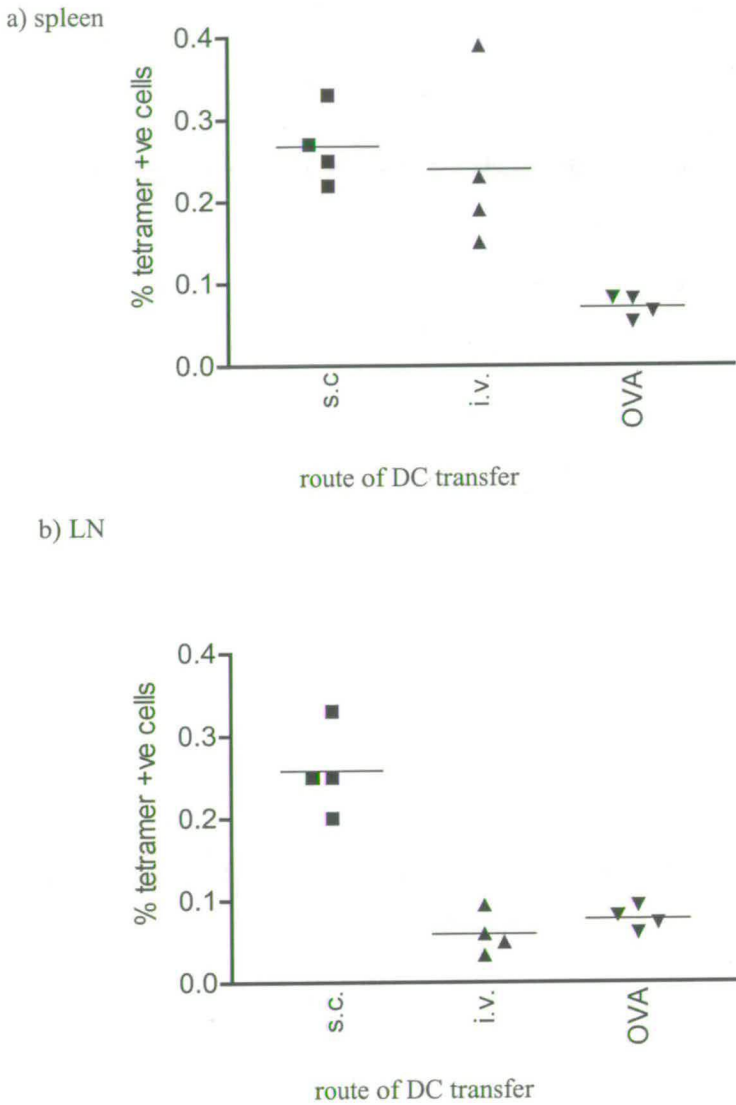 a) spleen
% tetramer +ve cells
0.4
0.3
0.2
0.1
0.0
s.c
i.v.
OVA
route of DC transfer
b) LN
% tetramer +ve cells
0.4
0.3
0.2
0.1
0.0
s.c.
i.v.
OVA
route of DC transfer